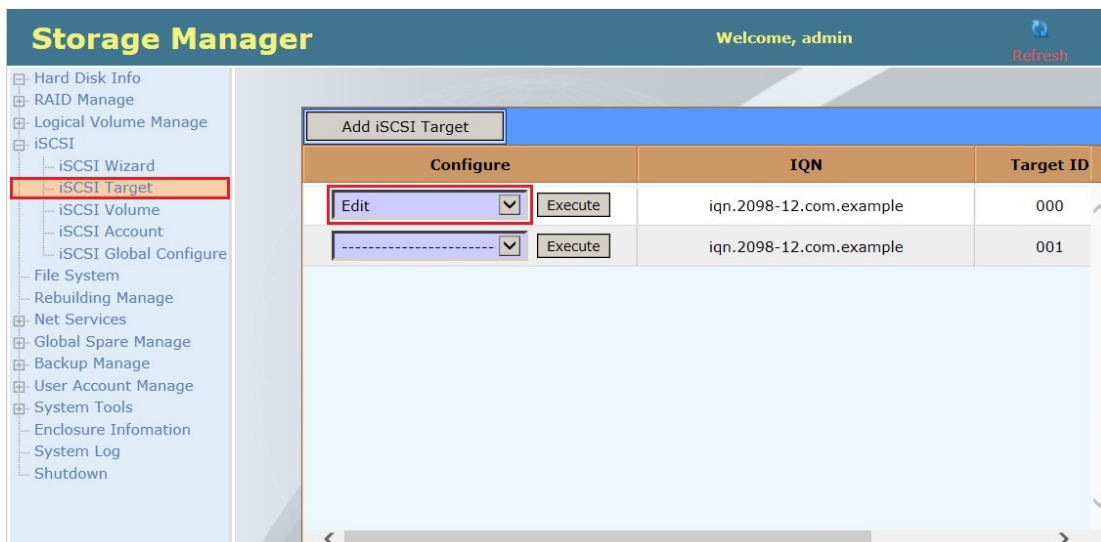 Storage Manager
Welcome, admin
Refresh
Hard Disk Info
RAID Manage
Logical Volume Manage
iSCSI
iSCSI Wizard
iSCSI Target
iSCSI Volume
iSCSI Account
iSCSI Global Configure
File System
Rebuilding Manage
Net Services
Global Spare Manage
Backup Manage
User Account Manage
System Tools
Enclosure Infomation
System Log
Shutdown
Add iSCSI Target
Configure IQN Target ID
Edit Execute iqn.2098-12.com.example 000
---------------------- Execute iqn.2098-12.com.example 001